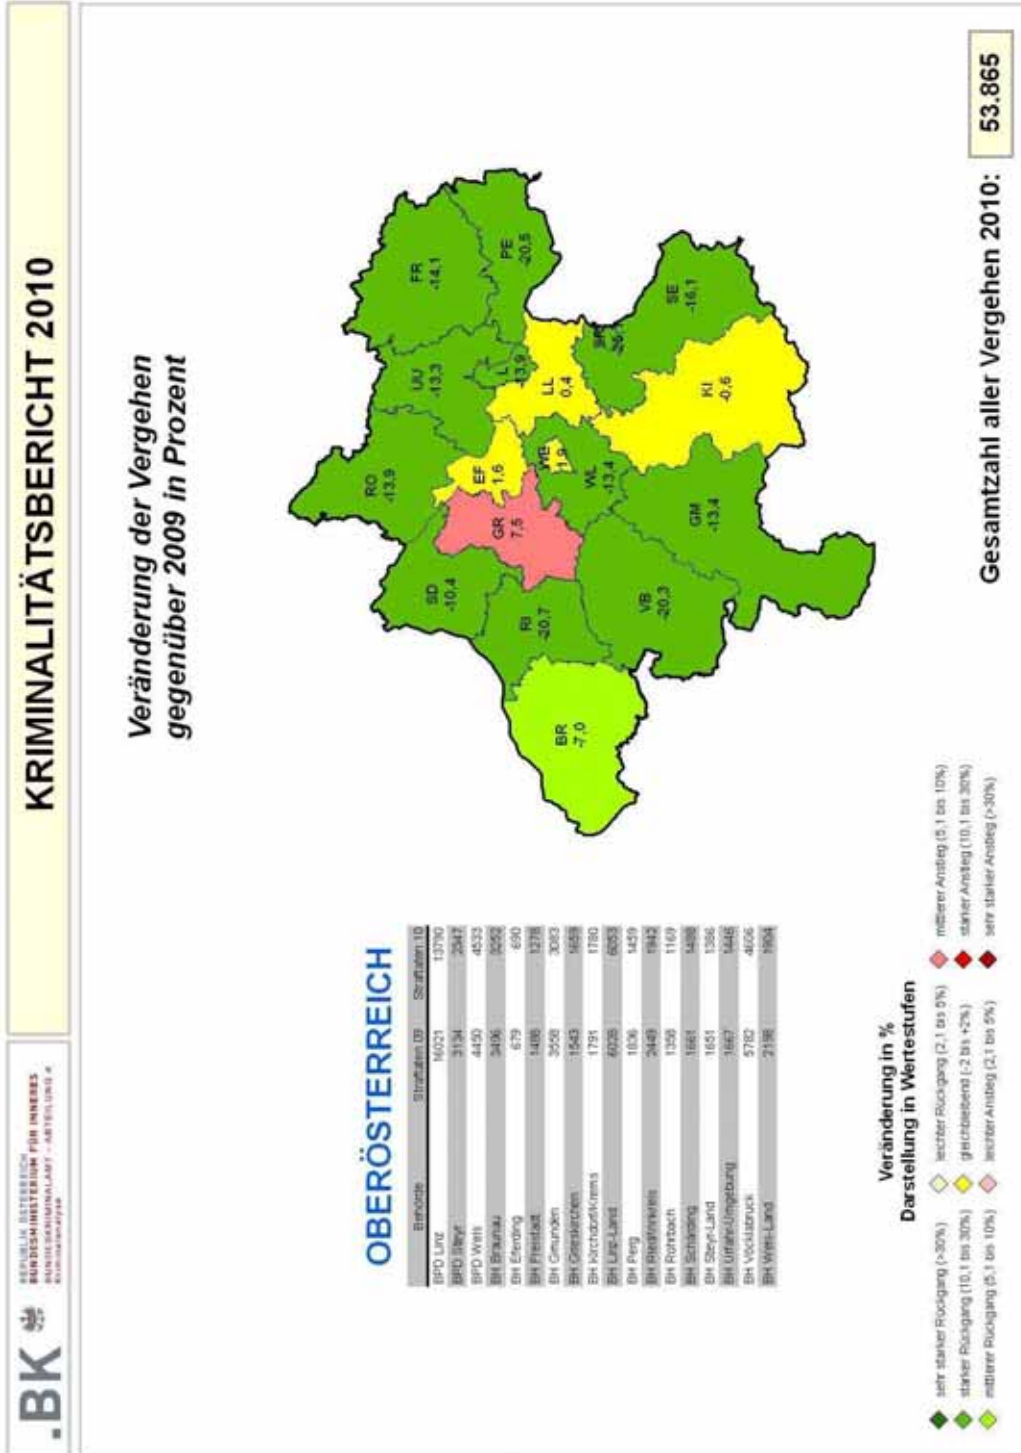 .BK
REPUBLIK ÖSTERREICH
BUNDESMINISTERIUM FÜR INNERES
BUNDESKRIMINALAMT - ABTEILUNG 4
Kriminalanalyse
KRIMINALITÄTSBERICHT 2010
Veränderung der Vergehen
gegenüber 2009 in Prozent
OBERÖSTERREICH
Behörde Straftaten 09 Straftaten 10
BPD Linz 16021 13790
BPD Steyr 3134 2347
BPD Wels 4450 4533
BH Braunau 3496 3252
BH Eferding 679 690
BH Freistadt 1488 1278
BH Gmunden 3558 3083
BH Grieskirchen 1543 1659
BH Kirchdorf/Krems 1791 1780
BH Linz-Land 6028 6053
BH Perg 1836 1459
BH Ried/Innkreis 2449 1942
BH Rohrbach 1358 1169
BH Schärding 1661 1488
BH Steyr-Land 1651 1386
BH Urfahr-Umgebung 1667 1446
BH Vöcklabruck 5782 4606
BH Wels-Land 2198 1904
RO
-13,9
UU
-13,3
FR
-14,1
PE
-20,5
L
-13,9
SD
-10,4
GR
7,5
EF
1,6
LL
0,4
RI
-20,7
WE
1,9
WL
-13,4
BR
-7,0
VB
-20,3
GM
-13,4
KI
-0,6
SE
-16,1
Veränderung in %
Darstellung in Wertestufen
sehr starker Rückgang (>30%)
starker Rückgang (10,1 bis 30%)
mittlerer Rückgang (5,1 bis 10%)
leichter Rückgang (2,1 bis 5%)
gleichbleibend (-2 bis +2%)
leichter Anstieg (2,1 bis 5%)
mittlerer Anstieg (5,1 bis 10%)
starker Anstieg (10,1 bis 30%)
sehr starker Anstieg (>30%)
Gesamtzahl aller Vergehen 2010: 53.865